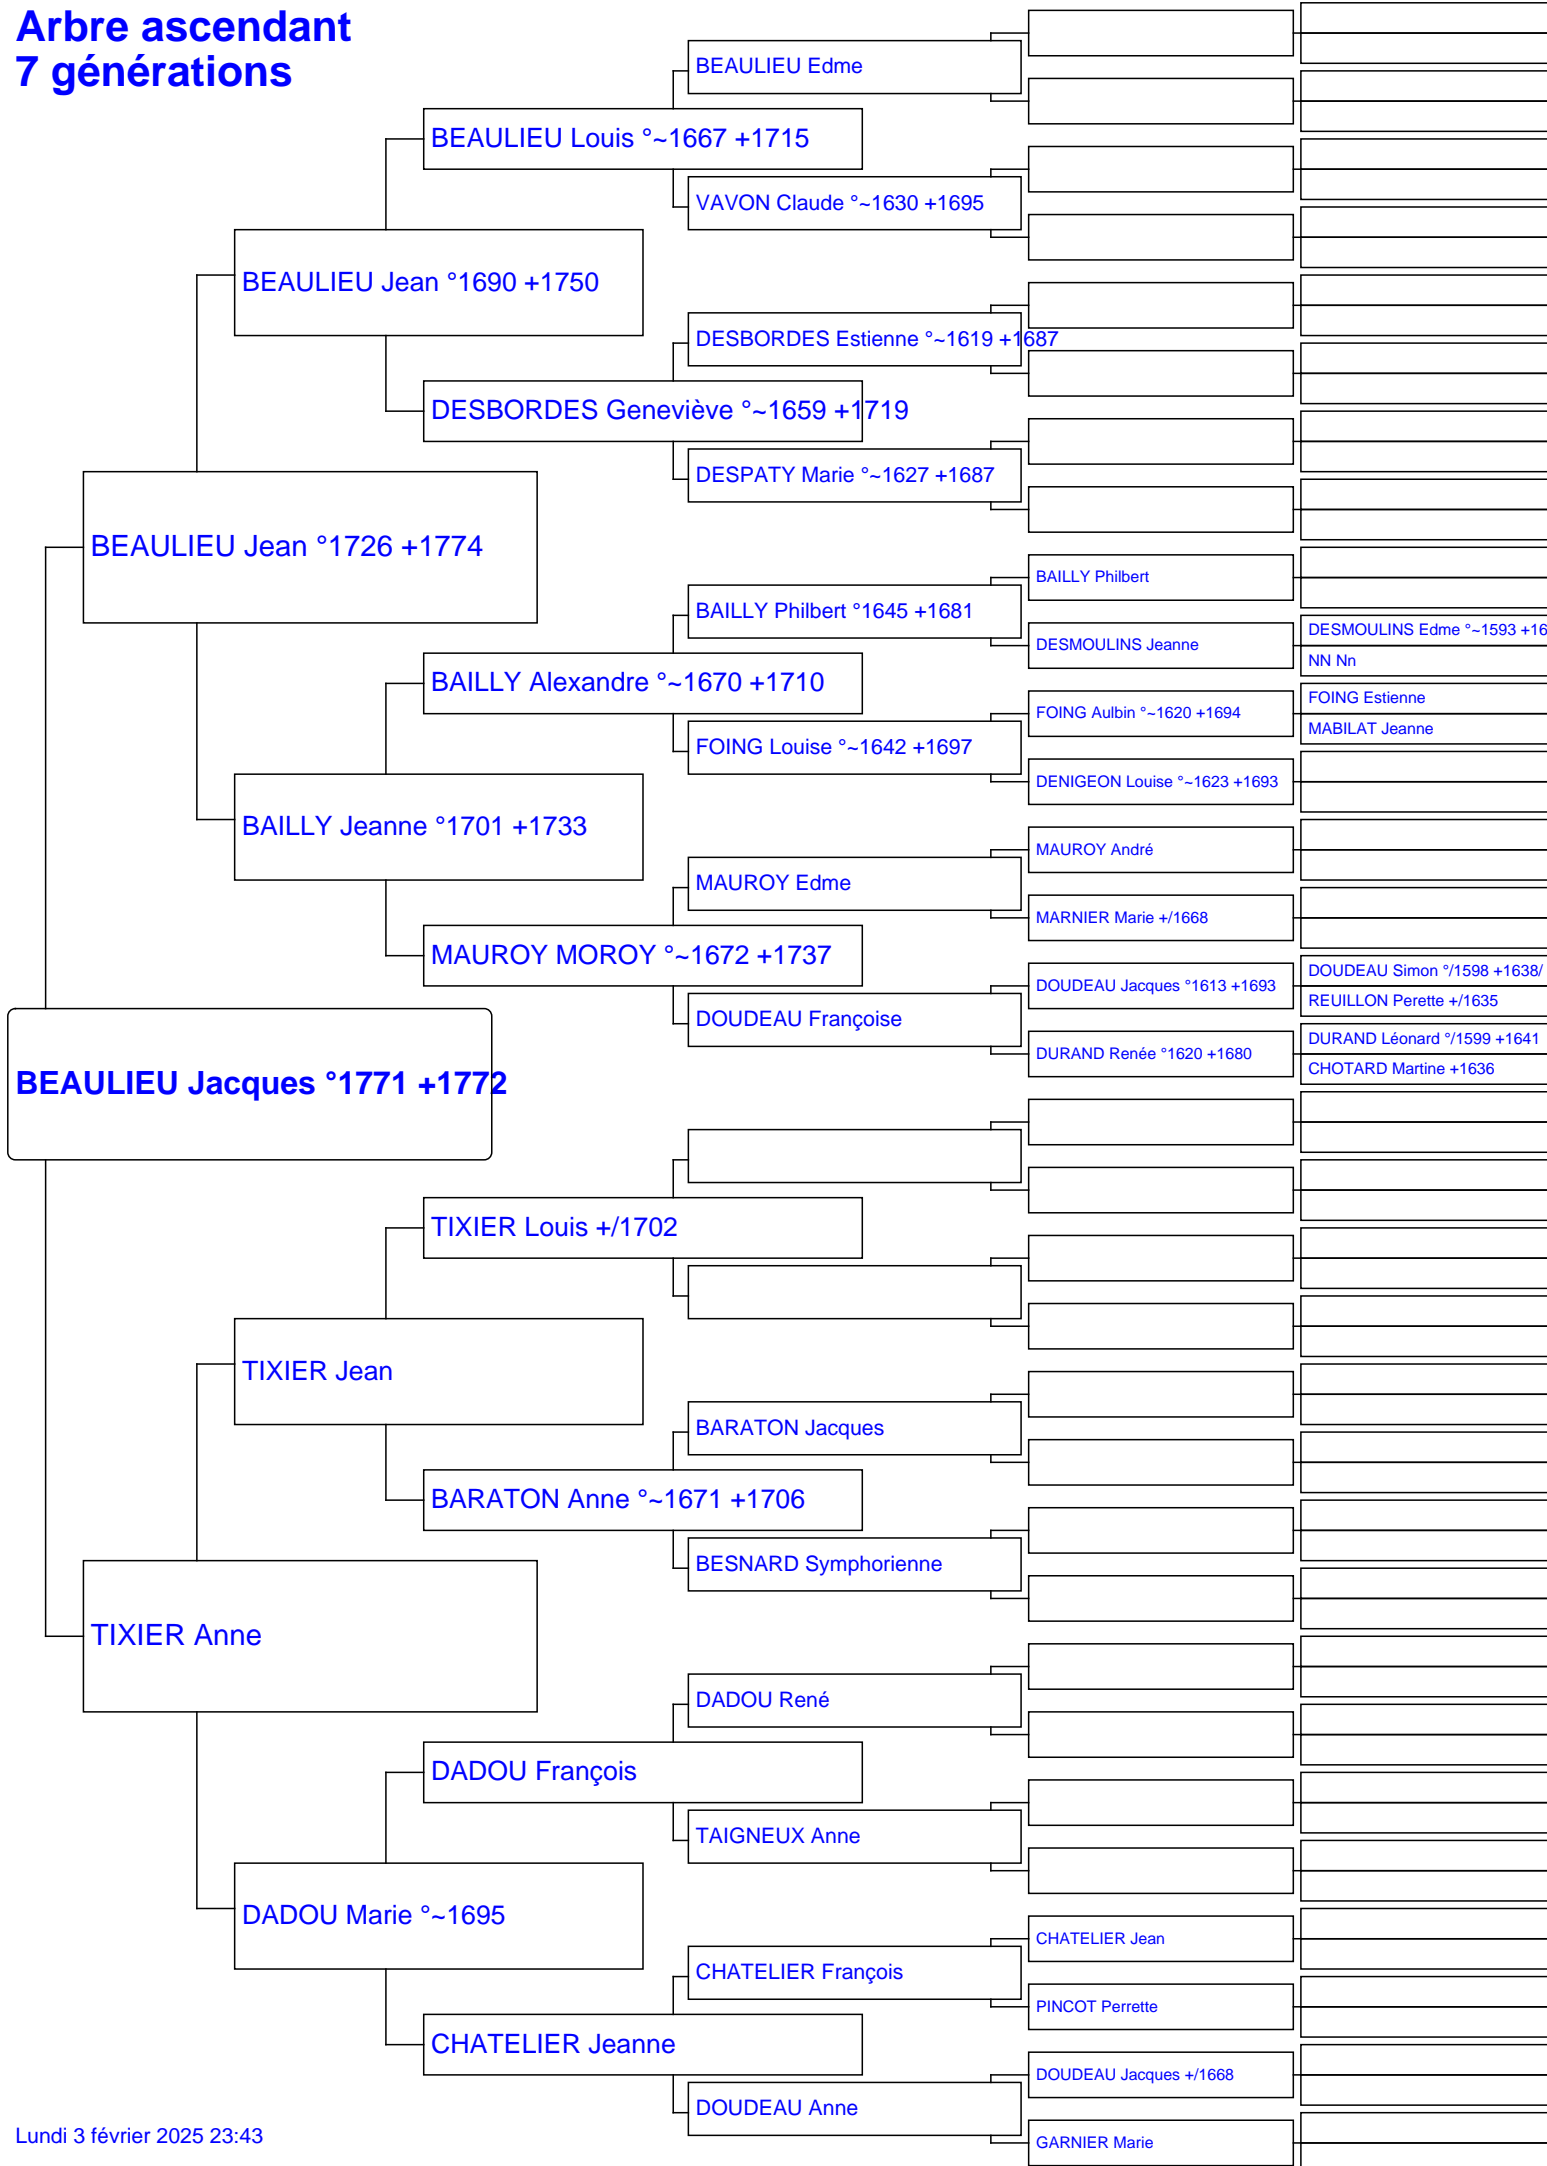 Arbre ascendant
7 générations
BEAULIEU Edme
BEAULIEU Louis °~1667 +1715
VAVON Claude °~1630 +1695
BEAULIEU Jean °1690 +1750
DESBORDES Estienne °~1619 +1687
DESBORDES Geneviève °~1659 +1719
DESPATY Marie °~1627 +1687
BEAULIEU Jean °1726 +1774
BAILLY Philbert
BAILLY Philbert °1645 +1681
DESMOULINS Edme °~1593 +16
DESMOULINS Jeanne
NN Nn
BAILLY Alexandre °~1670 +1710
FOING Estienne
FOING Aulbin °~1620 +1694
MABILAT Jeanne
FOING Louise °~1642 +1697
DENIGEON Louise °~1623 +1693
BAILLY Jeanne °1701 +1733
MAUROY André
MAUROY Edme
MARNIER Marie +/1668
MAUROY MOROY °~1672 +1737
DOUDEAU Simon °/1598 +1638/
DOUDEAU Jacques °1613 +1693
REUILLON Perette +/1635
DOUDEAU Françoise
DURAND Léonard °/1599 +1641
DURAND Renée °1620 +1680
CHOTARD Martine +1636
BEAULIEU Jacques °1771 +1772
TIXIER Louis +/1702
TIXIER Jean
BARATON Jacques
BARATON Anne °~1671 +1706
BESNARD Symphorienne
TIXIER Anne
DADOU René
DADOU François
TAIGNEUX Anne
DADOU Marie °~1695
CHATELIER Jean
CHATELIER François
PINCOT Perrette
CHATELIER Jeanne
DOUDEAU Jacques +/1668
DOUDEAU Anne
GARNIER Marie
Lundi 3 février 2025 23:43